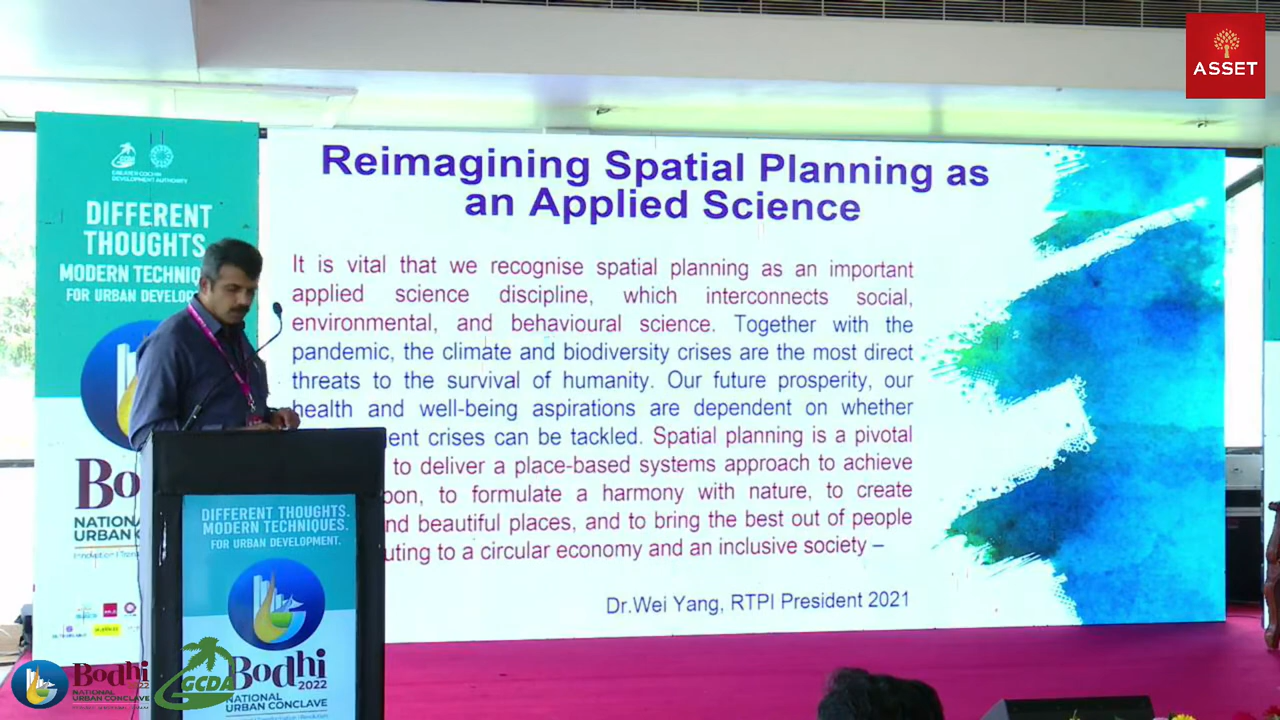 ASSET
GREATER COCHIN
DEVELOPMENT AUTHORITY
DIFFERENT
THOUGHTS
MODERN
FOR URBAN
Reimagining Spatial Planning as
an Applied Science
It is vital that we recognise spatial planning as an important
applied science discipline, which interconnects social,
environmental, and behavioural science. Together with the
pandemic, the climate and biodiversity crises are the most direct
threats to the survival of humanity. Our future prosperity, our
health and well-being aspirations are dependent on whether
crises can be tackled. Spatial planning is a pivotal
to deliver a place-based systems approach to achieve
to formulate a harmony with nature, to create
beautiful places, and to bring the best out of people
to a circular economy and an inclusive society –
Dr.Wei Yang, RTPI President 2021
URBAN
DIFFERENT THOUGHTS.
MODERN TECHNIQUES.
FOR URBAN DEVELOPMENT.
Bodhi
2022
NATIONAL
URBAN CONCLAVE
Bodhi
2022
NATIONAL
URBAN CONCLAVE
GCDA